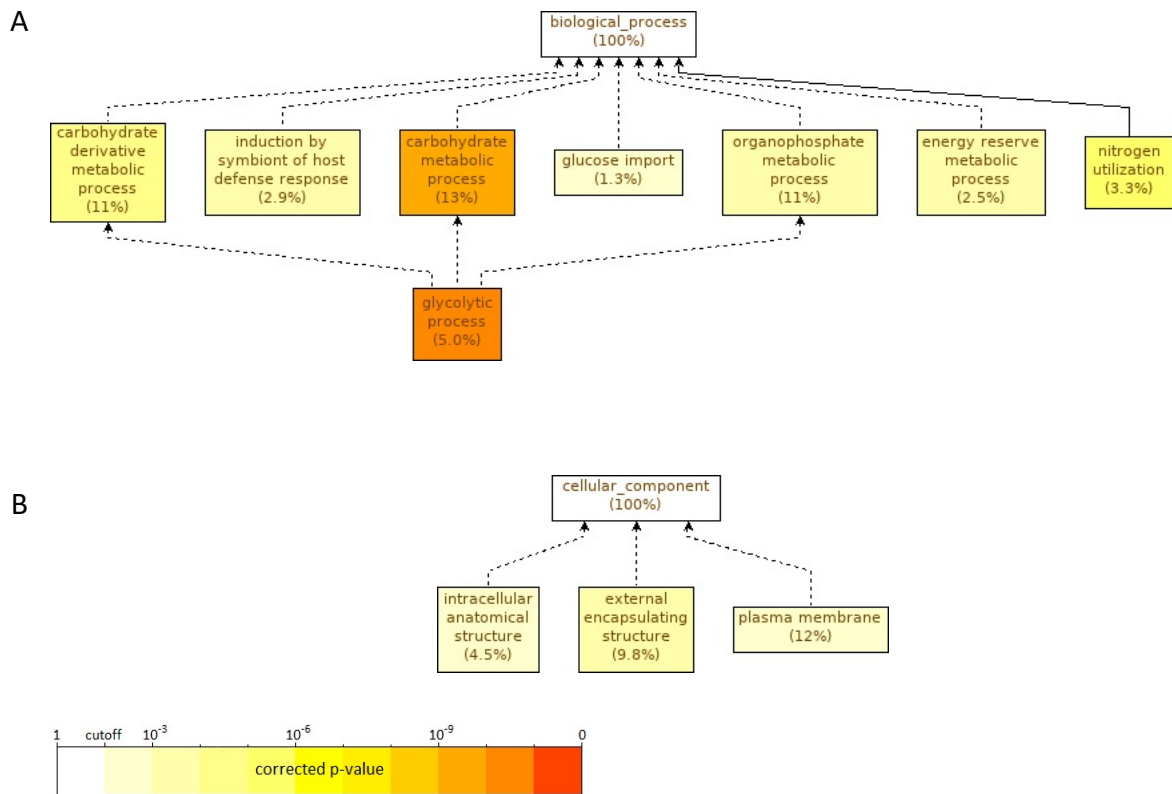 A
biological_process
(100%)
carbohydrate
derivative
metabolic
process
(11%)
induction by
symbiont of host
defense response
(2.9%)
carbohydrate
metabolic
process
(13%)
glucose import
(1.3%)
organophosphate
metabolic
process
(11%)
energy reserve
metabolic
process
(2.5%)
nitrogen
utilization
(3.3%)
glycolytic
process
(5.0%)
B
cellular_component
(100%)
intracellular
anatomical
structure
(4.5%)
external
encapsulating
structure
(9.8%)
plasma membrane
(12%)
1 cutoff 10-3 10-6 10-9 0
corrected p-value